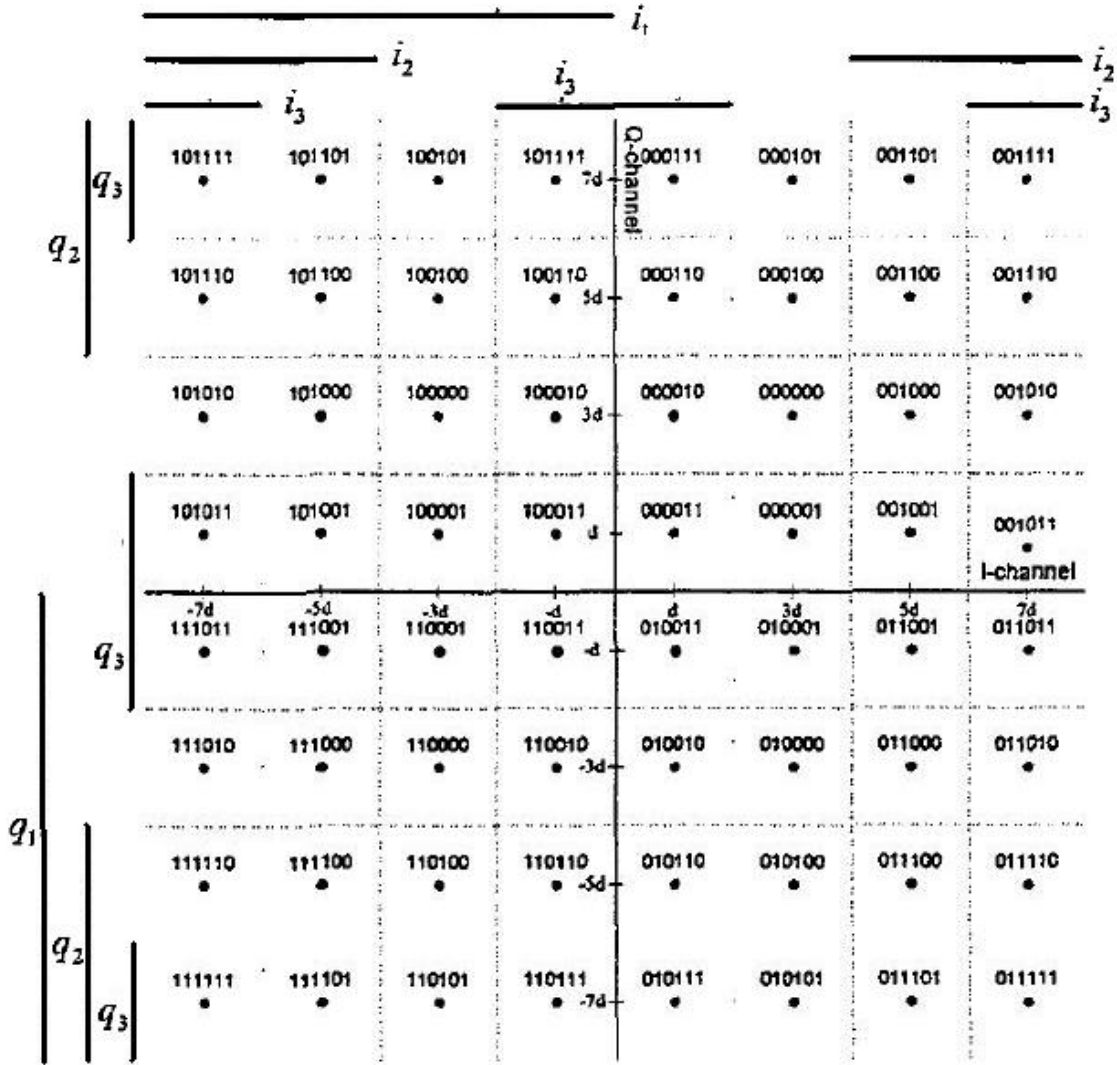 i₁
i₂ i₂
i₃ i₃ i₃
Q-channel
101111 101101 100101 101111 000111 000101 001101 001111
q₃ 7d
q₂
101110 101100 100100 100110 000110 000100 001100 001110
5d
101010 101000 100000 100010 000010 000000 001000 001010
3d
101011 101001 100001 100011 000011 000001 001001 001011
d
I-channel
-7d -5d -3d -d d 3d 5d 7d
111011 111001 110001 110011 010011 010001 011001 011011
q₃ -d
111010 111000 110000 110010 010010 010000 011000 011010
-3d
q₁
111110 111100 110100 110110 010110 010100 011100 011110
-5d
q₂
111111 111101 110101 110111 010111 010101 011101 011111
q₃ -7d